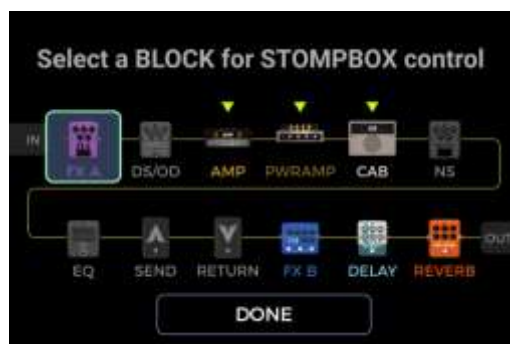 Select a BLOCK for STOMPBOX control
IN
FX A DS/OD AMP PWRAMP CAB NS
EQ SEND RETURN FX B DELAY REVERB OUT
DONE